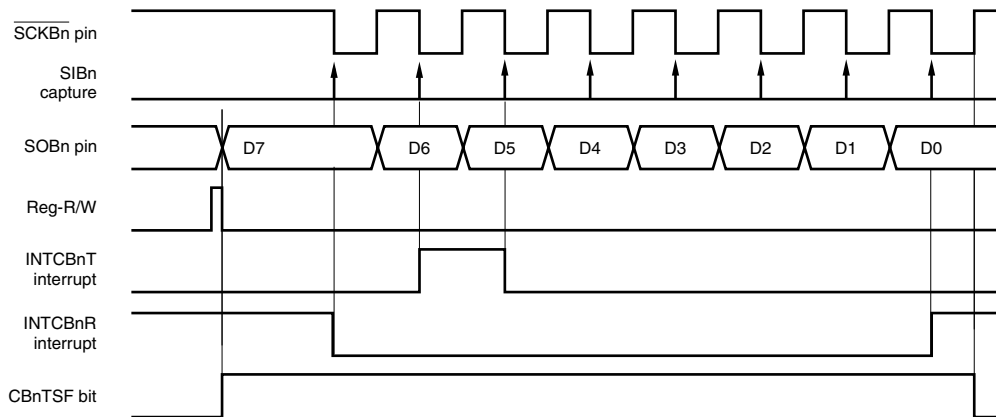 SCKBn pin
SIBn
capture
SOBn pin
D7
D6
D5
D4
D3
D2
D1
D0
Reg-R/W
INTCBnT
interrupt
INTCBnR
interrupt
CBnTSF bit